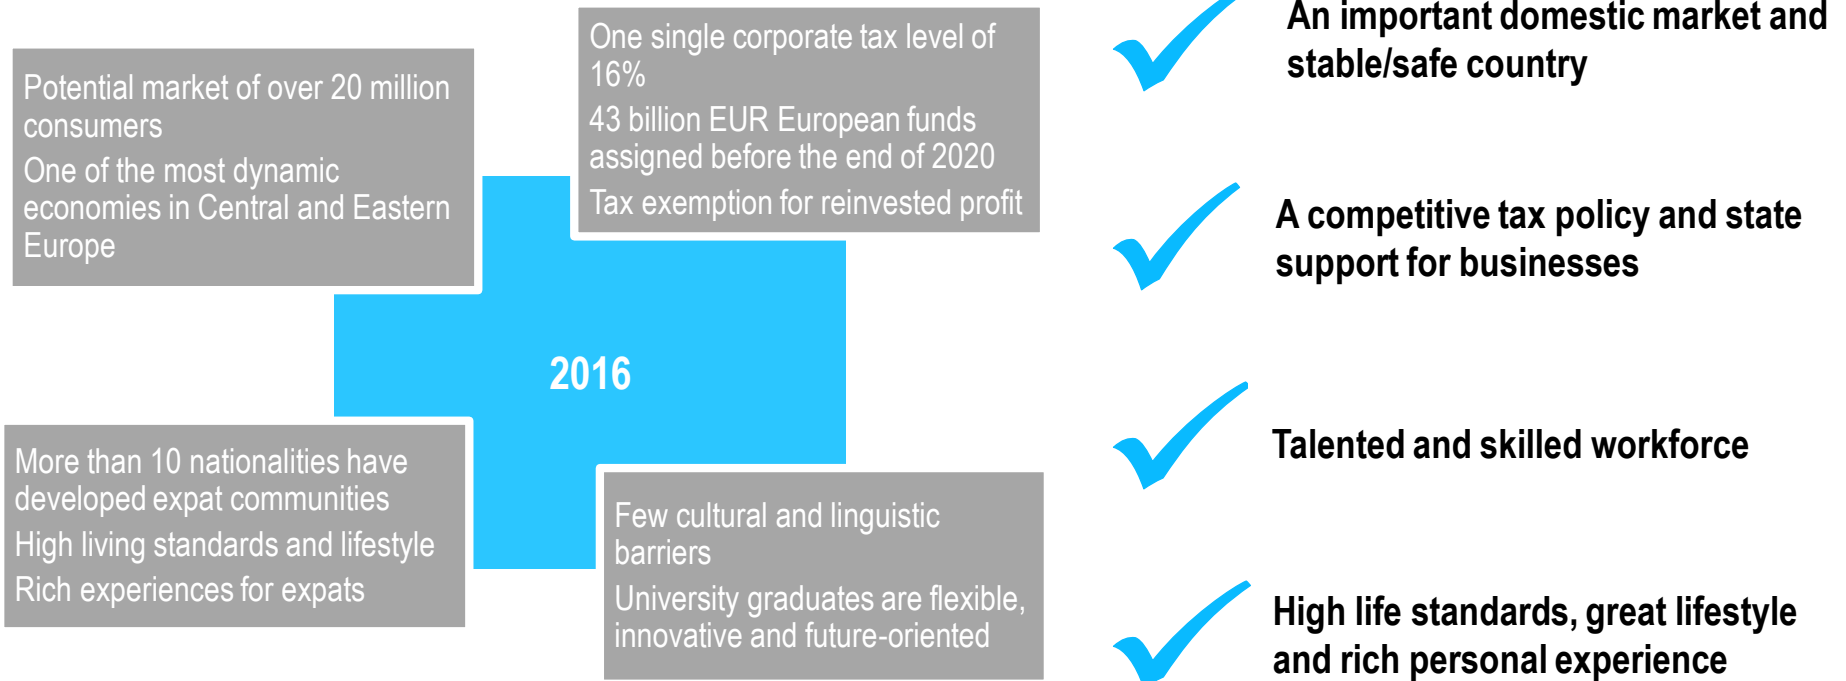 Potential market of over 20 million
consumers
One of the most dynamic
economies in Central and Eastern
Europe
One single corporate tax level of
16%
43 billion EUR European funds
assigned before the end of 2020
Tax exemption for reinvested profit
2016
More than 10 nationalities have
developed expat communities
High living standards and lifestyle
Rich experiences for expats
Few cultural and linguistic
barriers
University graduates are flexible,
innovative and future-oriented
An important domestic market and
stable/safe country
A competitive tax policy and state
support for businesses
Talented and skilled workforce
High life standards, great lifestyle
and rich personal experience